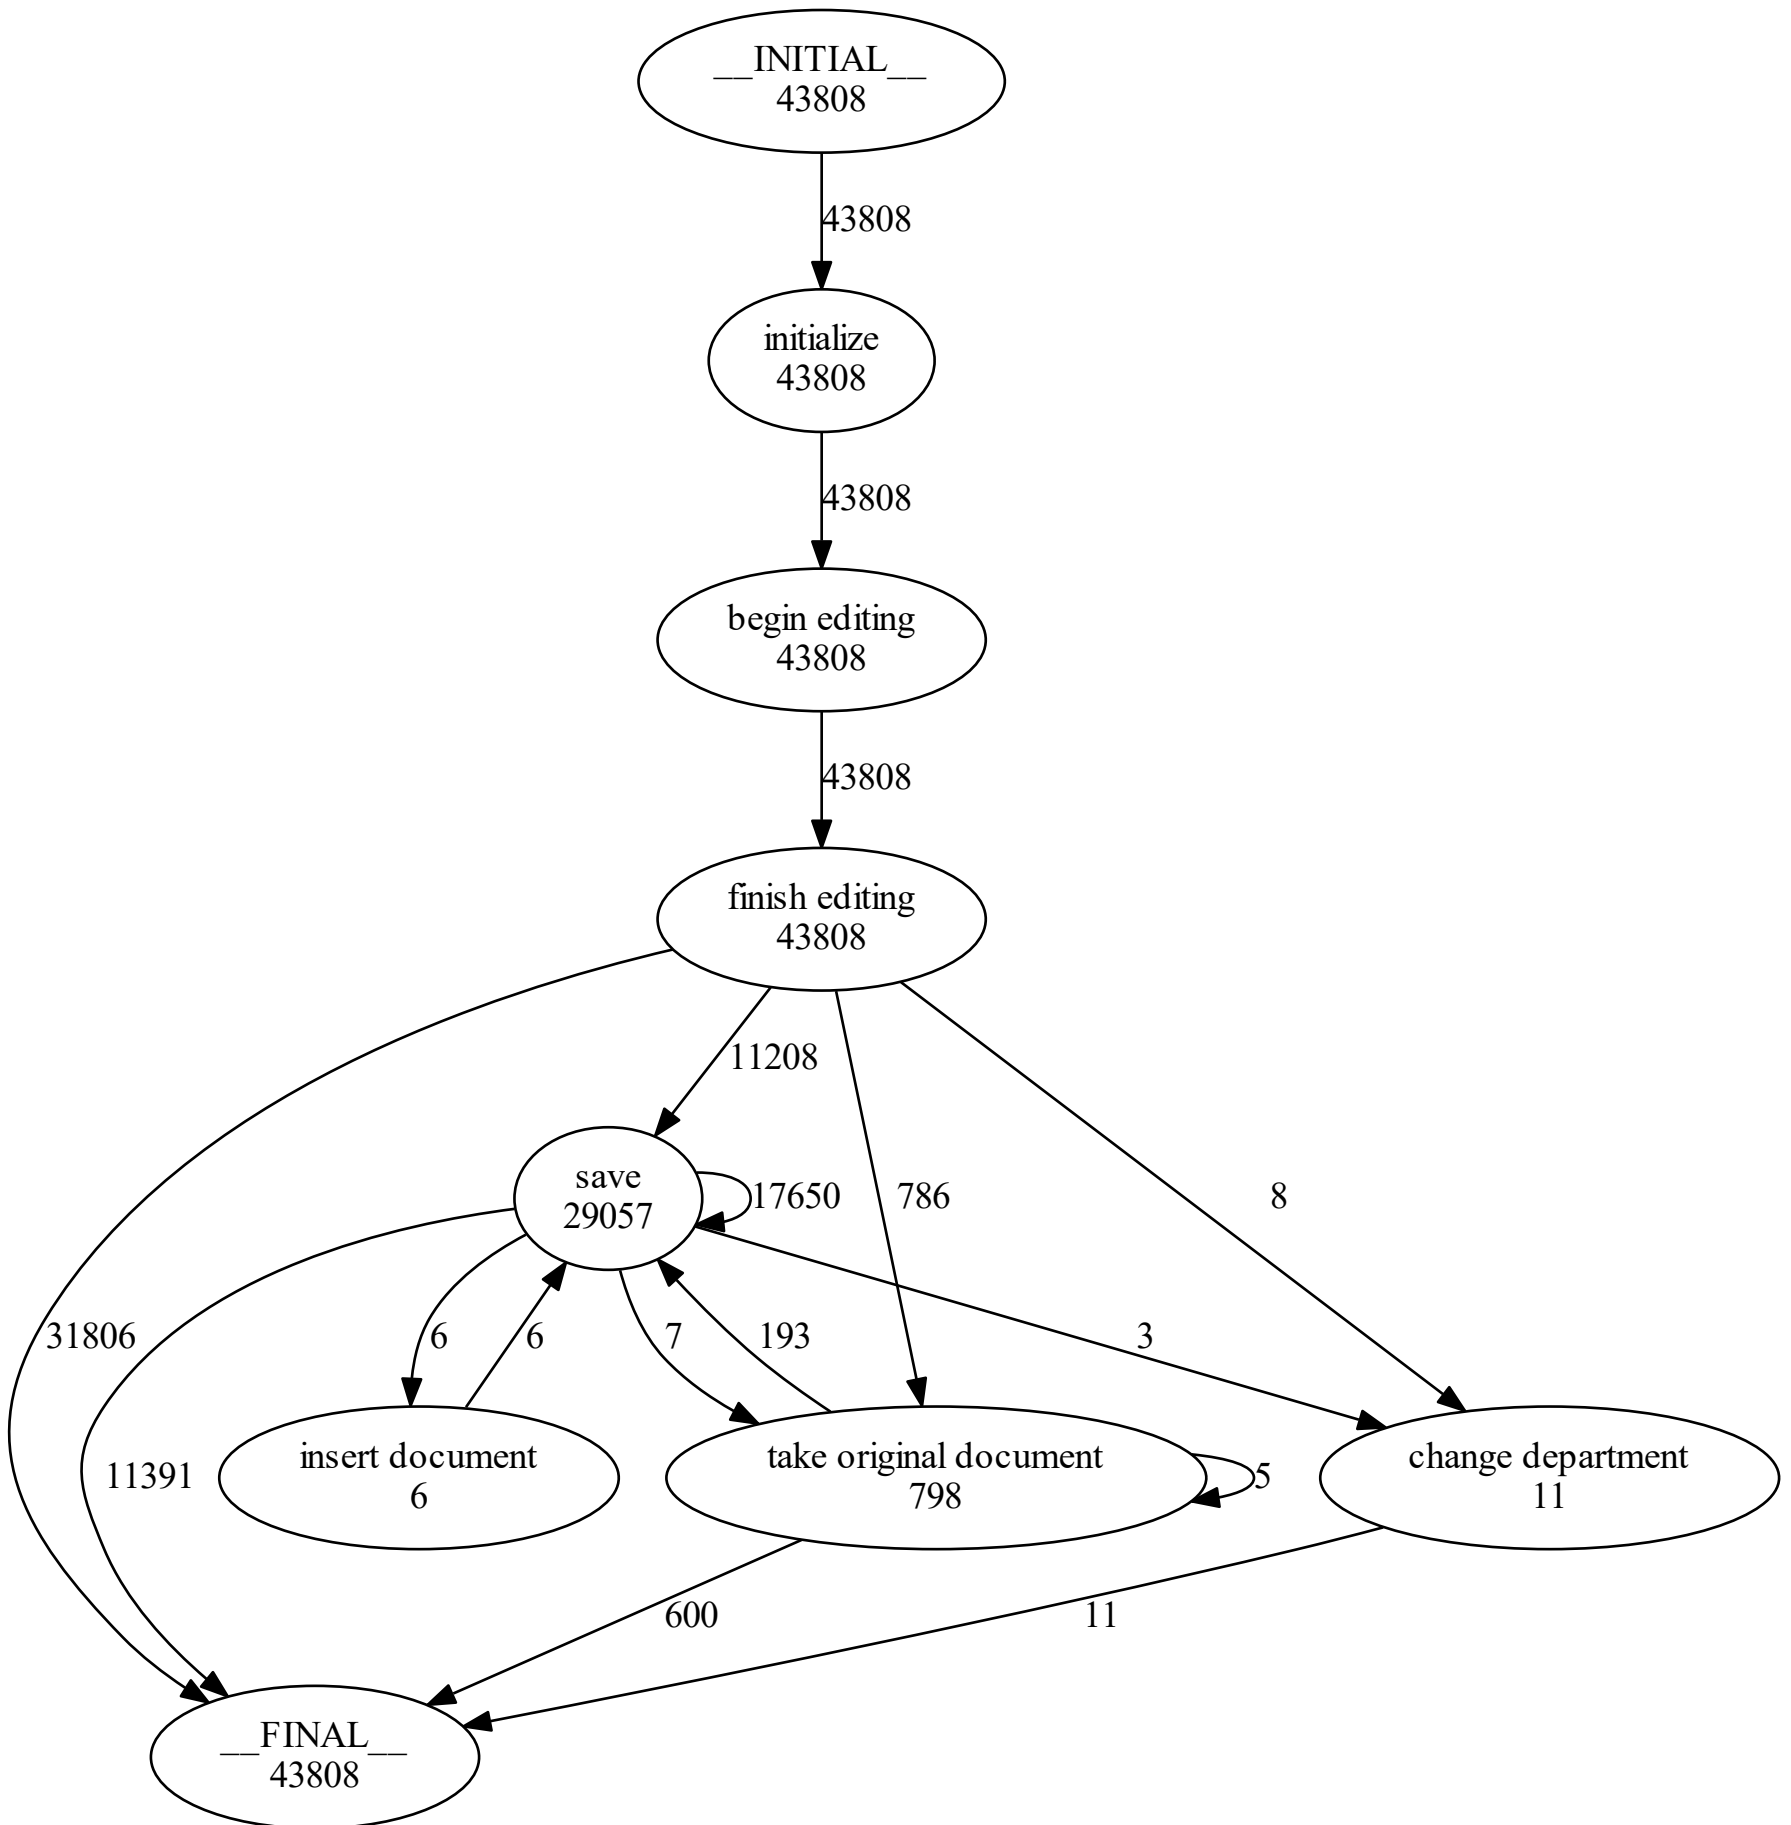 __INITIAL__
43808
43808
initialize
43808
43808
begin editing
43808
43808
finish editing
43808
11208
save
29057
17650
786
8
31806
6
6
7
193
3
11391
insert document
6
take original document
798
5
change department
11
600
11
__FINAL__
43808